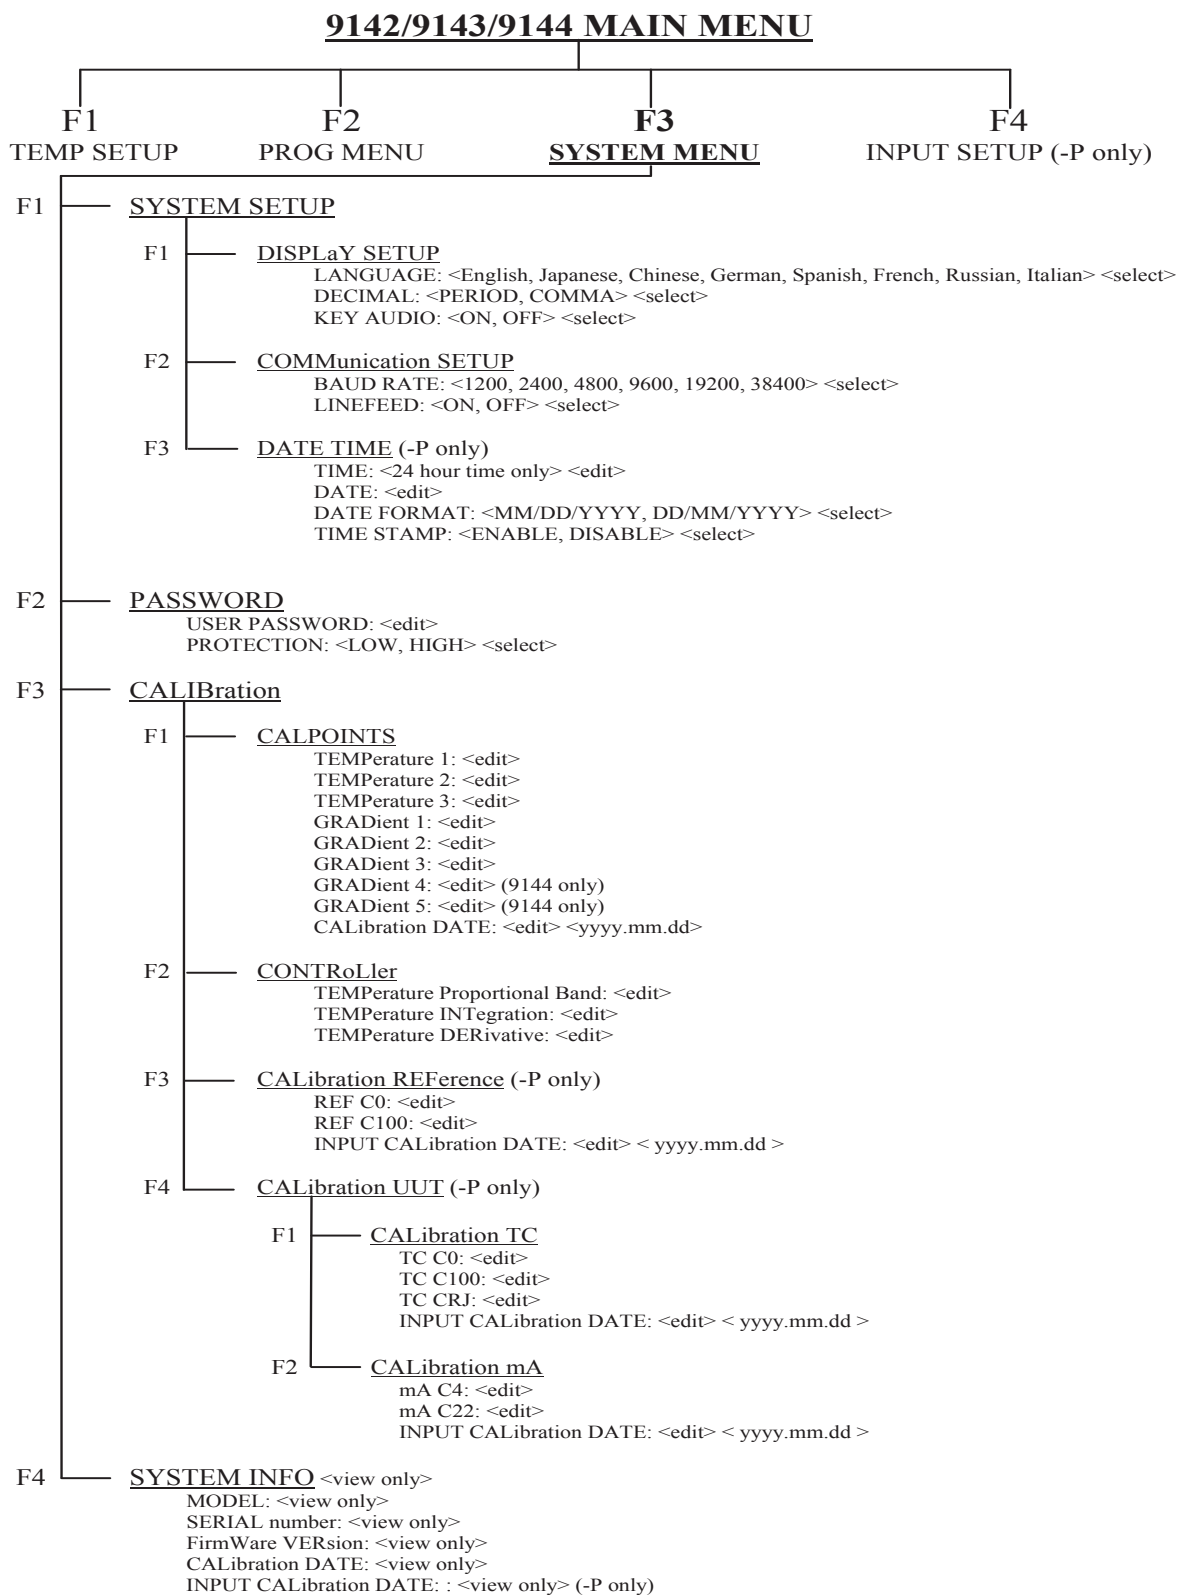 9142/9143/9144 MAIN MENU
F1 F2 F3 F4
TEMP SETUP PROG MENU SYSTEM MENU INPUT SETUP (-P only)
F1 SYSTEM SETUP
F1 DISPLaY SETUP
LANGUAGE: <English, Japanese, Chinese, German, Spanish, French, Russian, Italian> <select>
DECIMAL: <PERIOD, COMMA> <select>
KEY AUDIO: <ON, OFF> <select>
F2 COMMunication SETUP
BAUD RATE: <1200, 2400, 4800, 9600, 19200, 38400> <select>
LINEFEED: <ON, OFF> <select>
F3 DATE TIME (-P only)
TIME: <24 hour time only> <edit>
DATE: <edit>
DATE FORMAT: <MM/DD/YYYY, DD/MM/YYYY> <select>
TIME STAMP: <ENABLE, DISABLE> <select>
F2 PASSWORD
USER PASSWORD: <edit>
PROTECTION: <LOW, HIGH> <select>
F3 CALIBration
F1 CALPOINTS
TEMPerature 1: <edit>
TEMPerature 2: <edit>
TEMPerature 3: <edit>
GRADient 1: <edit>
GRADient 2: <edit>
GRADient 3: <edit>
GRADient 4: <edit> (9144 only)
GRADient 5: <edit> (9144 only)
CALibration DATE: <edit> <yyyy.mm.dd>
F2 CONTRoLler
TEMPerature Proportional Band: <edit>
TEMPerature INTegration: <edit>
TEMPerature DERivative: <edit>
F3 CALibration REFerence (-P only)
REF C0: <edit>
REF C100: <edit>
INPUT CALibration DATE: <edit> < yyyy.mm.dd >
F4 CALibration UUT (-P only)
F1 CALibration TC
TC C0: <edit>
TC C100: <edit>
TC CRJ: <edit>
INPUT CALibration DATE: <edit> < yyyy.mm.dd >
F2 CALibration mA
mA C4: <edit>
mA C22: <edit>
INPUT CALibration DATE: <edit> < yyyy.mm.dd >
F4 SYSTEM INFO <view only>
MODEL: <view only>
SERIAL number: <view only>
FirmWare VERsion: <view only>
CALibration DATE: <view only>
INPUT CALibration DATE: : <view only> (-P only)